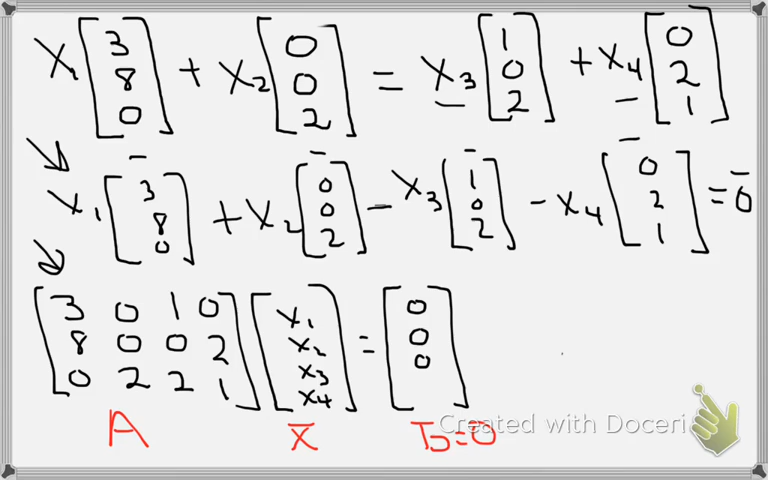 x₁ [3 8 0] + x₂ [0 0 2] = x₃ [1 0 2] + x₄ [0 2 1]
x₁ [3 8 0] + x₂ [0 0 2] - x₃ [1 0 2] - x₄ [0 2 1] = 0̄
[3 0 1 0
8 0 0 2
0 2 2 1] [x₁ x₂ x₃ x₄] = [0 0 0]
A x̄ b=0
Created with Doceri